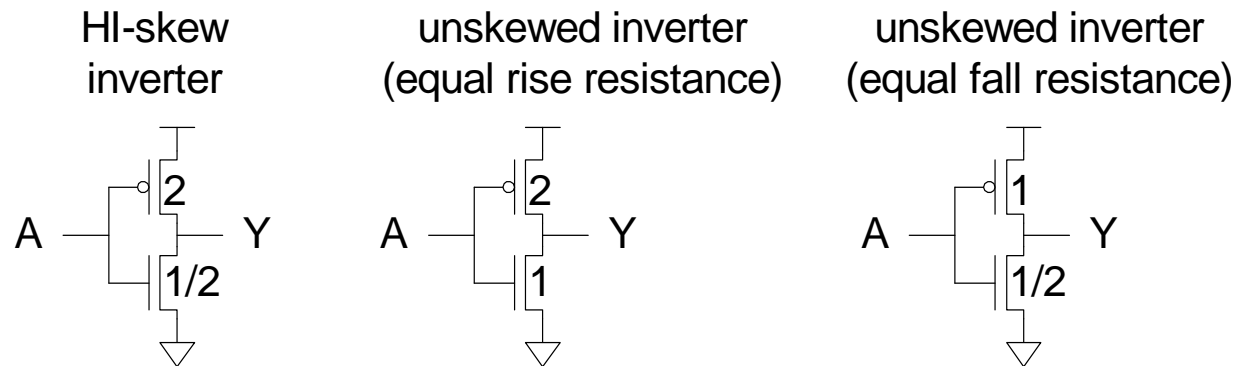 HI-skew
inverter
unskewed inverter
(equal rise resistance)
unskewed inverter
(equal fall resistance)
2
A Y
1/2
2
A Y
1
1
A Y
1/2